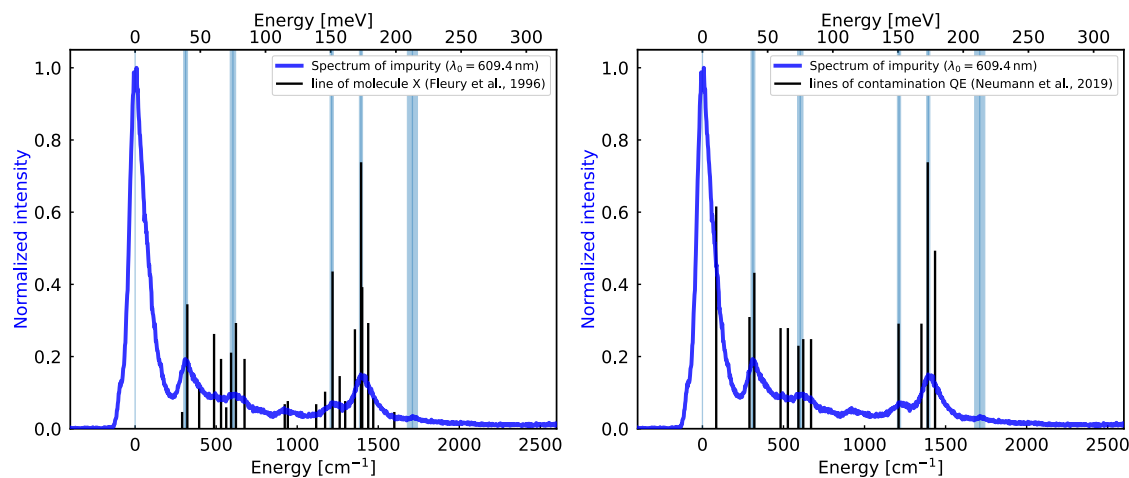 Energy [meV]
0 50 100 150 200 250 300
Spectrum of impurity (λ₀ = 609.4 nm)
line of molecule X (Fleury et al., 1996)
Normalized intensity
1.0
0.8
0.6
0.4
0.2
0.0
0 500 1000 1500 2000 2500
Energy [cm⁻¹]
Energy [meV]
0 50 100 150 200 250 300
Spectrum of impurity (λ₀ = 609.4 nm)
lines of contamination QE (Neumann et al., 2019)
Normalized intensity
1.0
0.8
0.6
0.4
0.2
0.0
0 500 1000 1500 2000 2500
Energy [cm⁻¹]